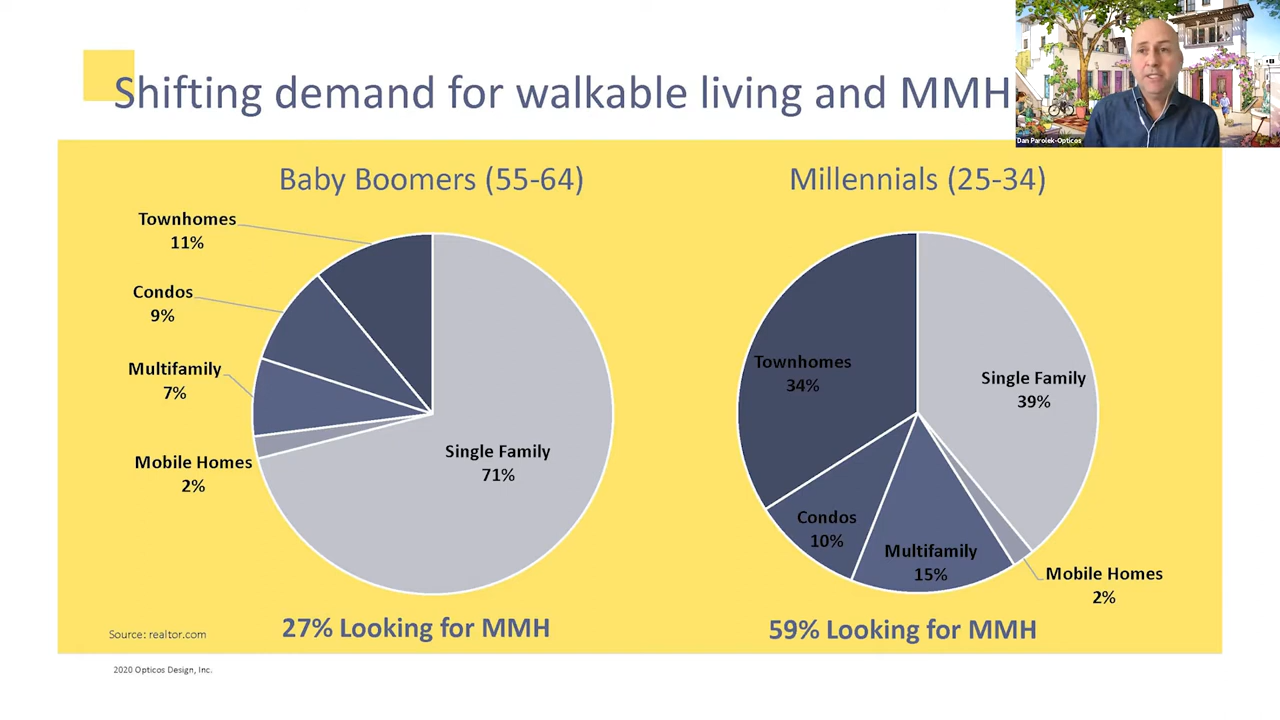 Shifting demand for walkable living and MMH
Dan Parolek-Opticos
Baby Boomers (55-64)
Townhomes
11%
Condos
9%
Multifamily
7%
Mobile Homes
2%
Single Family
71%
27% Looking for MMH
Millennials (25-34)
Townhomes
34%
Single Family
39%
Condos
10%
Multifamily
15%
Mobile Homes
2%
59% Looking for MMH
Source: realtor.com
2020 Opticos Design, Inc.